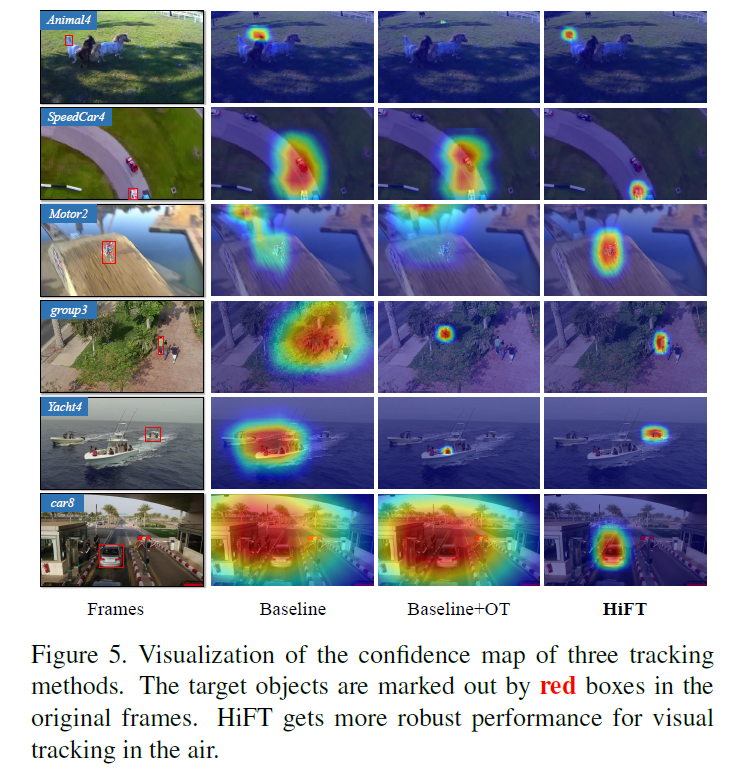 Animal4
SpeedCar4
Motor2
group3
Yacht4
car8
Frames Baseline Baseline+OT HiFT
Figure 5. Visualization of the confidence map of three tracking
methods. The target objects are marked out by red boxes in the
original frames. HiFT gets more robust performance for visual
tracking in the air.